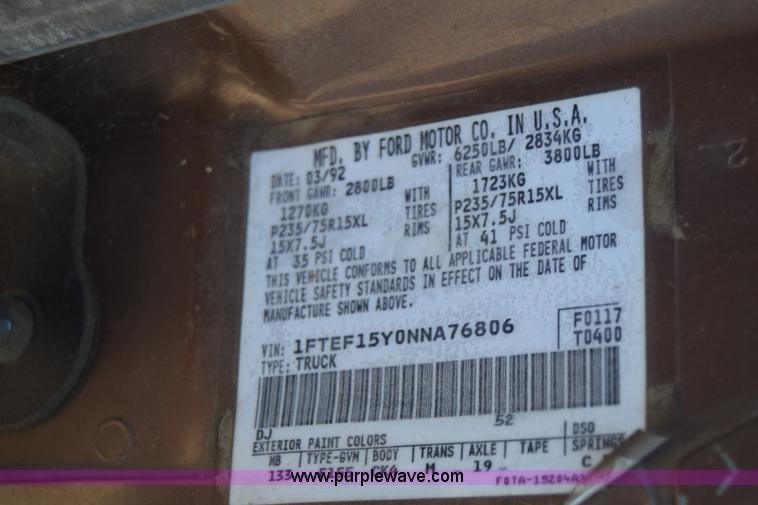 MFD. BY FORD MOTOR CO. IN U.S.A.
DATE: 03/92 GVWR: 6250LB/ 2834KG
FRONT GAWR: 2800LB REAR GAWR: 3800LB
1270KG WITH 1723KG WITH
P235/75R15XL TIRES P235/75R15XL TIRES
15X7.5J RIMS 15X7.5J RIMS
AT 35 PSI COLD AT 41 PSI COLD
THIS VEHICLE CONFORMS TO ALL APPLICABLE FEDERAL MOTOR
VEHICLE SAFETY STANDARDS IN EFFECT ON THE DATE OF
MANUFACTURE SHOWN ABOVE.
VIN: 1FTEF15Y0NNA76806 F0117
TYPE: TRUCK T0400
DJ 52
EXTERIOR PAINT COLORS DSO
WB TYPE-GVM BODY TRANS AXLE TAPE SPRINGS
133 M 19 C
www.purplewave.com